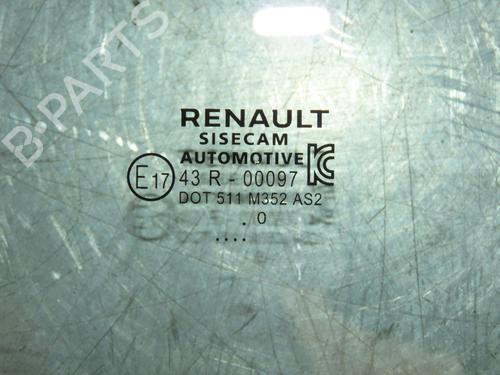 B-PARTS
RENAULT
SISECAM
AUTOMOTIVE
E17 43 R - 00097
DOT 511 M352 AS2
. 0
....